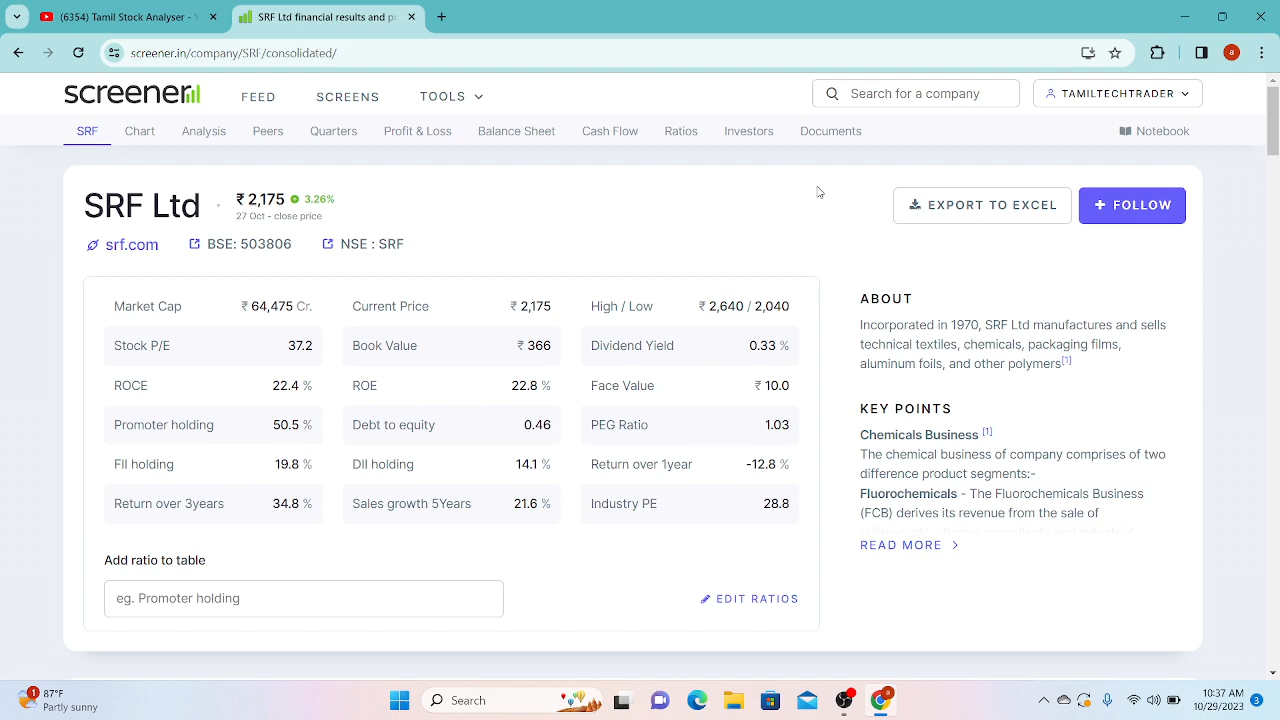 (6354) Tamil Stock Analyser - Y
SRF Ltd financial results and pr
screener.in/company/SRF/consolidated/
a
screener
FEED
SCREENS
TOOLS
Search for a company
TAMILTECHTRADER
SRF
Chart
Analysis
Peers
Quarters
Profit & Loss
Balance Sheet
Cash Flow
Ratios
Investors
Documents
Notebook
SRF Ltd
₹ 2,175 3.26%
27 Oct - close price
EXPORT TO EXCEL
+ FOLLOW
srf.com
BSE: 503806
NSE : SRF
Market Cap ₹ 64,475 Cr.
Current Price ₹ 2,175
High / Low ₹ 2,640 / 2,040
Stock P/E 37.2
Book Value ₹ 366
Dividend Yield 0.33 %
ROCE 22.4 %
ROE 22.8 %
Face Value ₹ 10.0
Promoter holding 50.5 %
Debt to equity 0.46
PEG Ratio 1.03
FII holding 19.8 %
DII holding 14.1 %
Return over 1year -12.8 %
Return over 3years 34.8 %
Sales growth 5Years 21.6 %
Industry PE 28.8
Add ratio to table
eg. Promoter holding
EDIT RATIOS
ABOUT
Incorporated in 1970, SRF Ltd manufactures and sells
technical textiles, chemicals, packaging films,
aluminum foils, and other polymers[1]
KEY POINTS
Chemicals Business [1]
The chemical business of company comprises of two
difference product segments:-
Fluorochemicals - The Fluorochemicals Business
(FCB) derives its revenue from the sale of
READ MORE
1
87°F
Partly sunny
Search
10:37 AM
10/29/2023
3